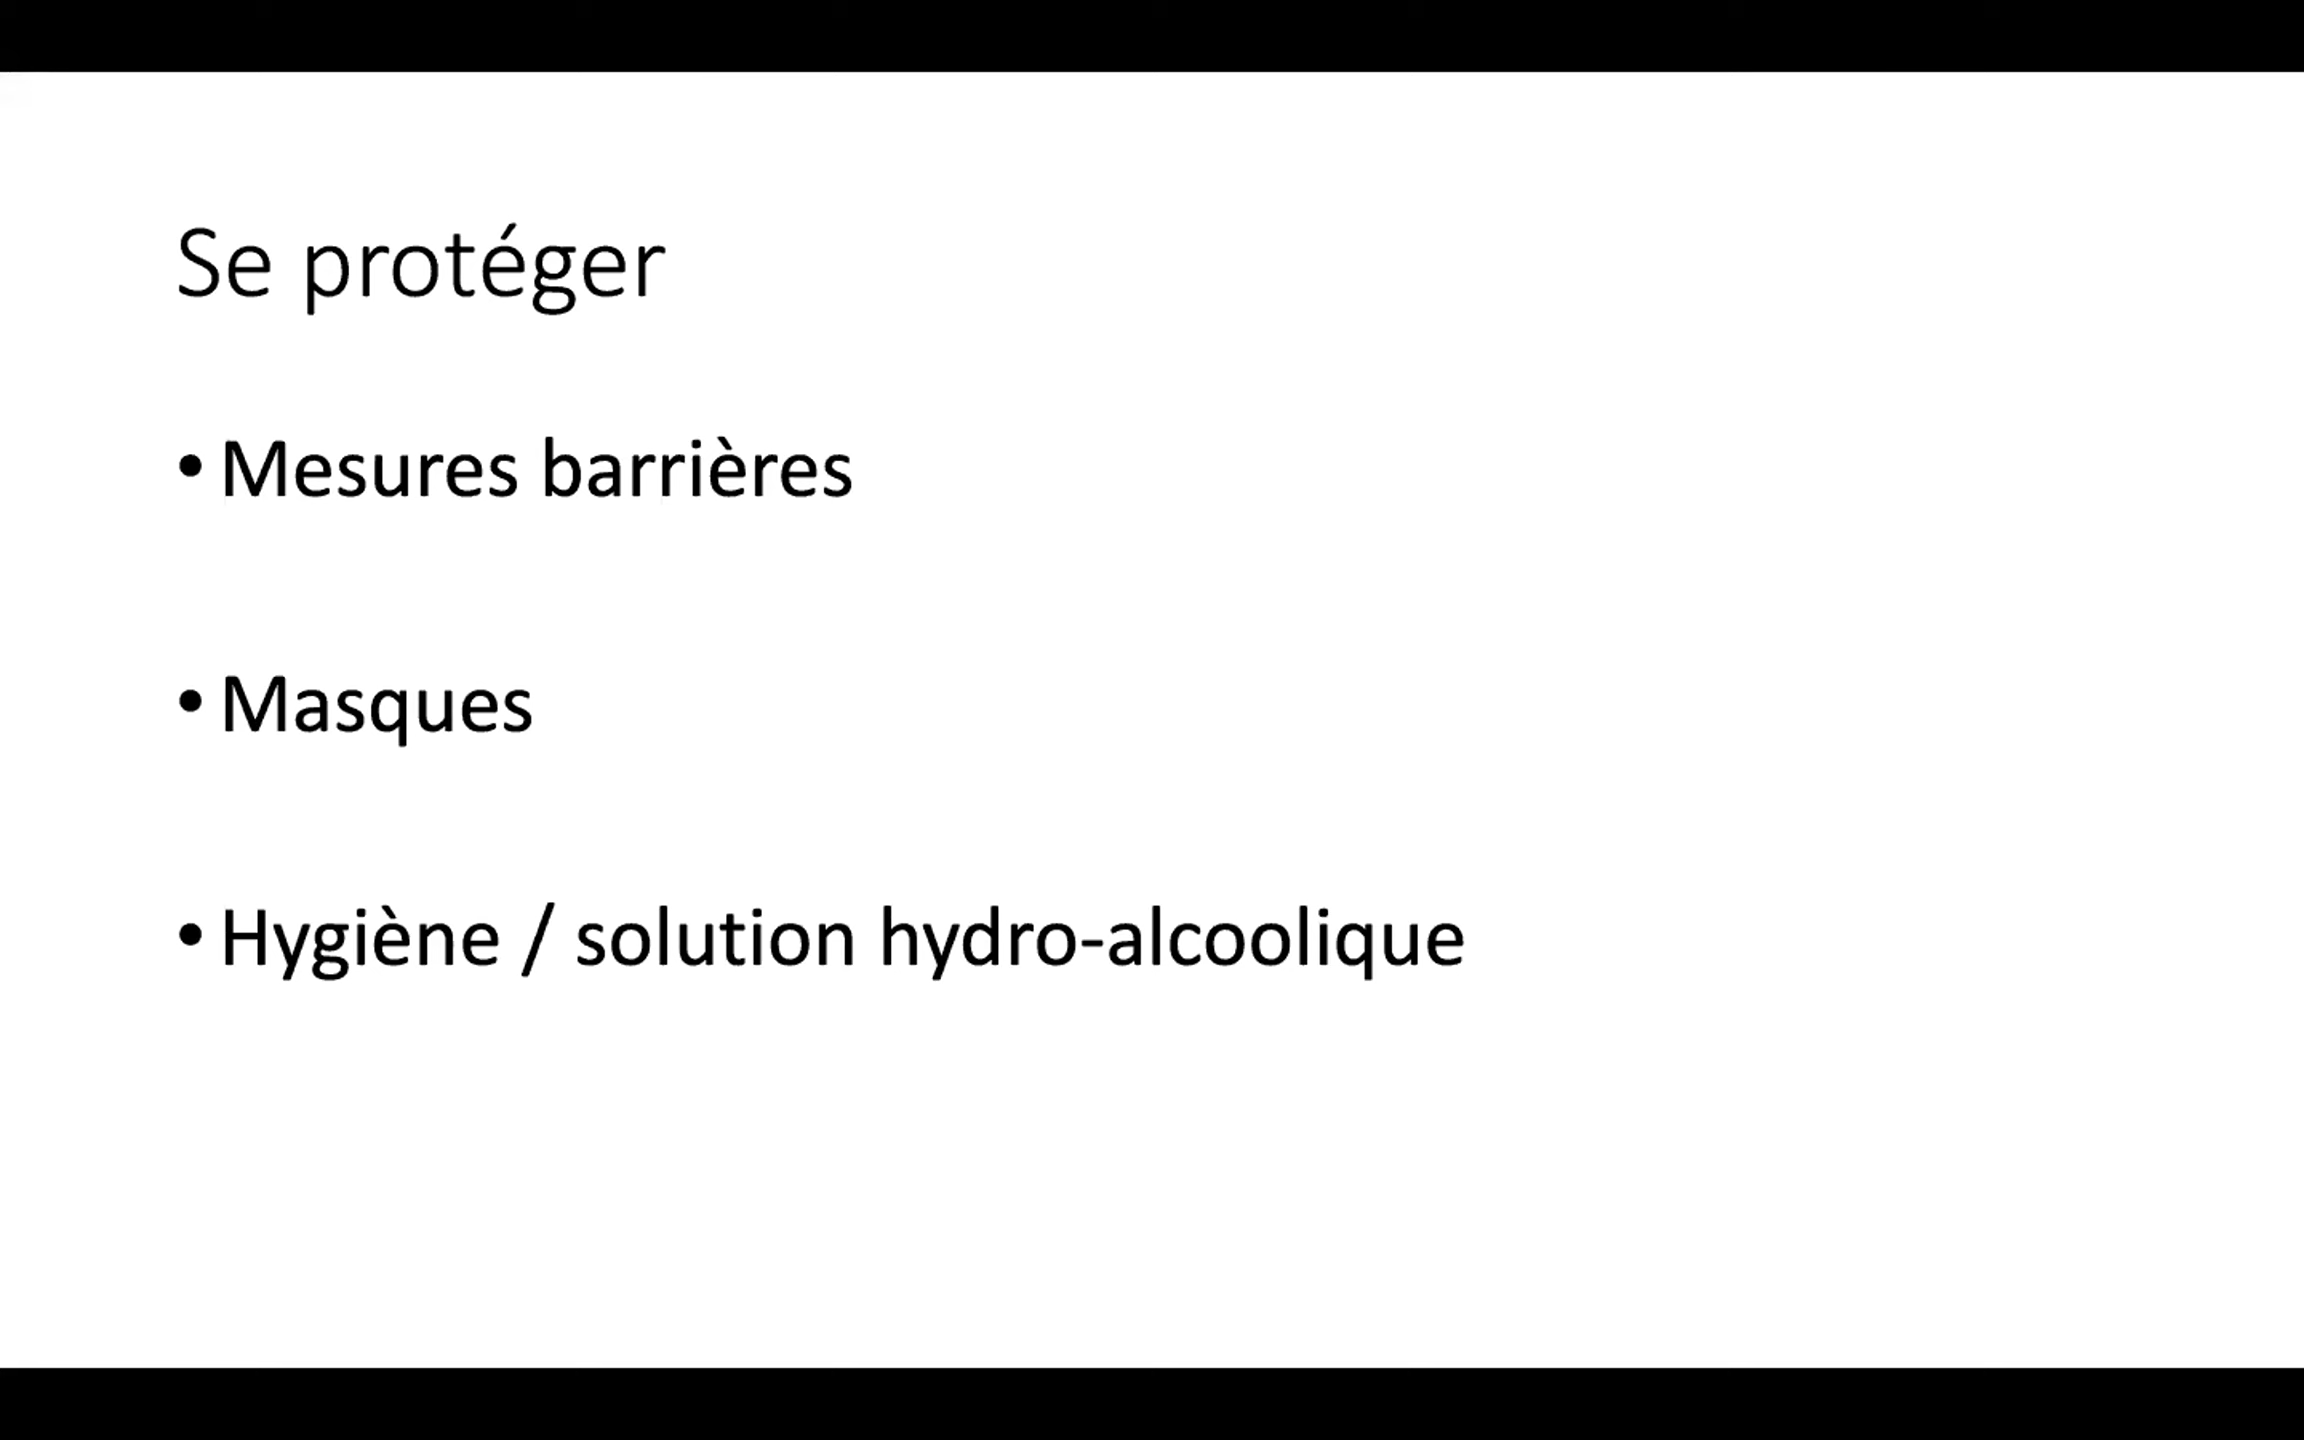 Se protéger
• Mesures barrières
• Masques
• Hygiène / solution hydro-alcoolique